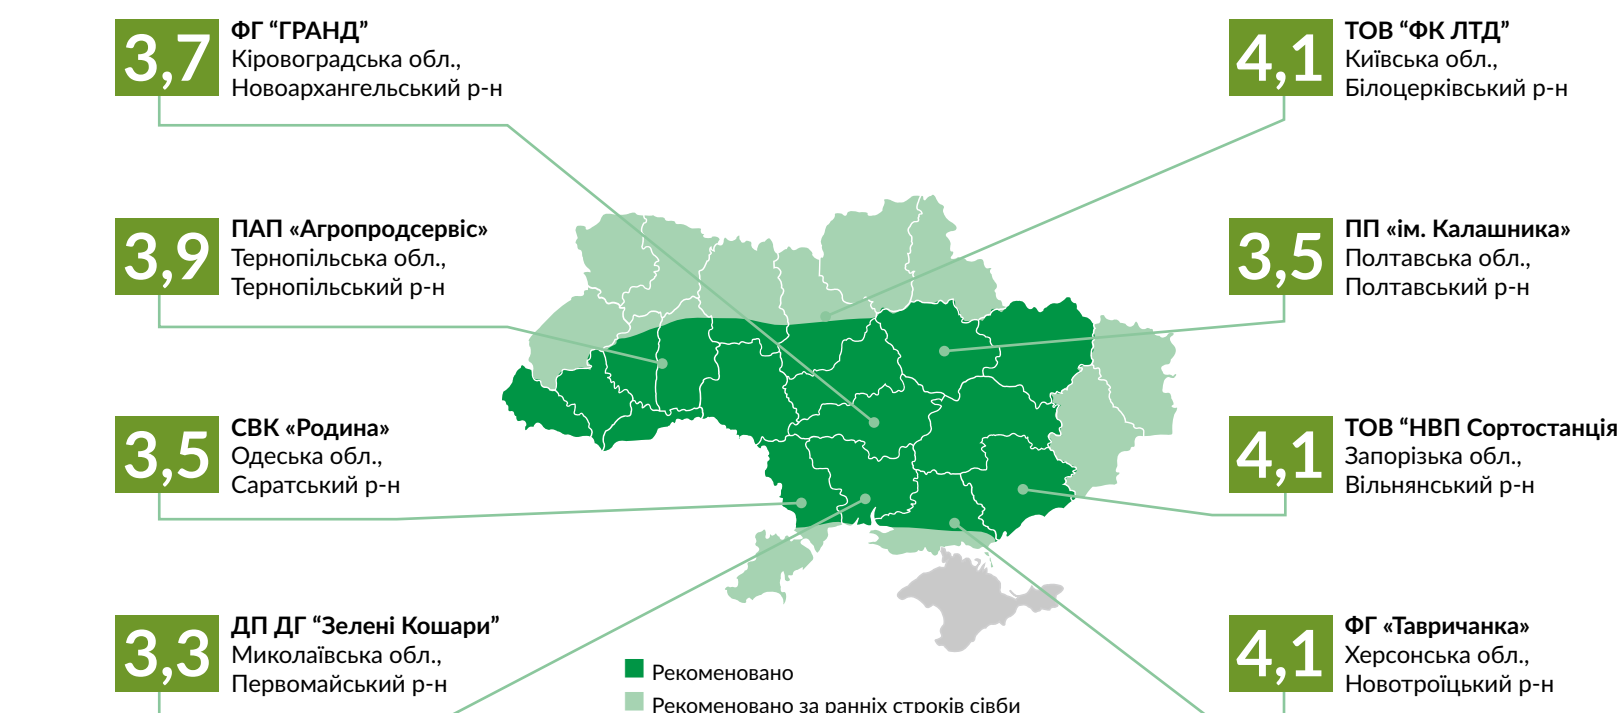 3,7
ФГ “ГРАНД”
Кіровоградська обл.,
Новоархангельський р-н
4,1
ТОВ “ФК ЛТД”
Київська обл.,
Білоцерківський р-н
3,9
ПАП «Агропродсервіс»
Тернопільська обл.,
Тернопільський р-н
3,5
ПП «ім. Калашника»
Полтавська обл.,
Полтавський р-н
3,5
СВК «Родина»
Одеська обл.,
Саратський р-н
4,1
ТОВ “НВП Сортостанція
Запорізька обл.,
Вільнянський р-н
3,3
ДП ДГ “Зелені Кошари”
Миколаївська обл.,
Первомайський р-н
4,1
ФГ «Тавричанка»
Херсонська обл.,
Новотроїцький р-н
Рекоменовано
Рекоменовано за ранніх строків сівби